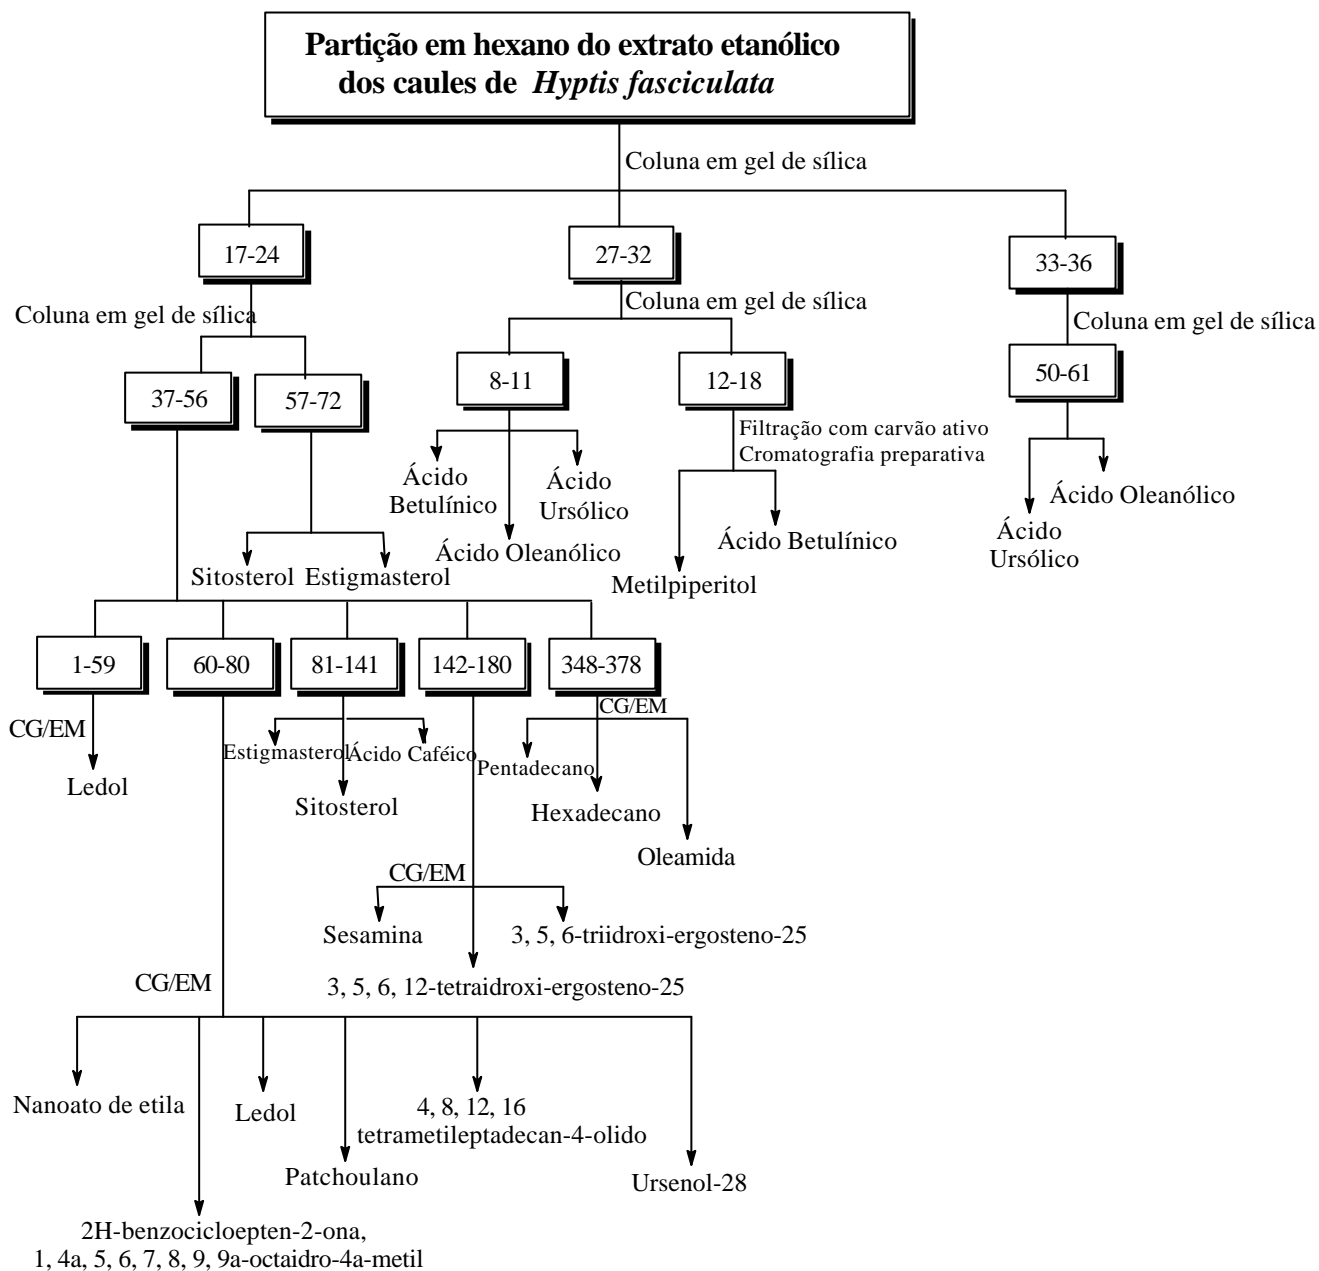 Partição em hexano do extrato etanólico
dos caules de Hyptis fasciculata
Coluna em gel de sílica
17-24
27-32
33-36
Coluna em gel de sílica
Coluna em gel de sílica
Coluna em gel de sílica
37-56
57-72
8-11
12-18
50-61
Filtração com carvão ativo
Cromatografia preparativa
Ácido
Betulínico
Ácido
Ursólico
Ácido Oleanólico
Ácido Oleanólico
Ácido
Ursólico
Ácido Betulínico
Metilpiperitol
Sitosterol
Estigmasterol
1-59
60-80
81-141
142-180
348-378
CG/EM
CG/EM
Estigmasterol
Ácido Caféico
Pentadecano
Ledol
Sitosterol
Hexadecano
Oleamida
CG/EM
Sesamina
3, 5, 6-triidroxi-ergosteno-25
CG/EM
3, 5, 6, 12-tetraidroxi-ergosteno-25
Nanoato de etila
Ledol
4, 8, 12, 16
tetrametileptadecan-4-olido
Patchoulano
Ursenol-28
2H-benzocicloepten-2-ona,
1, 4a, 5, 6, 7, 8, 9, 9a-octaidro-4a-metil